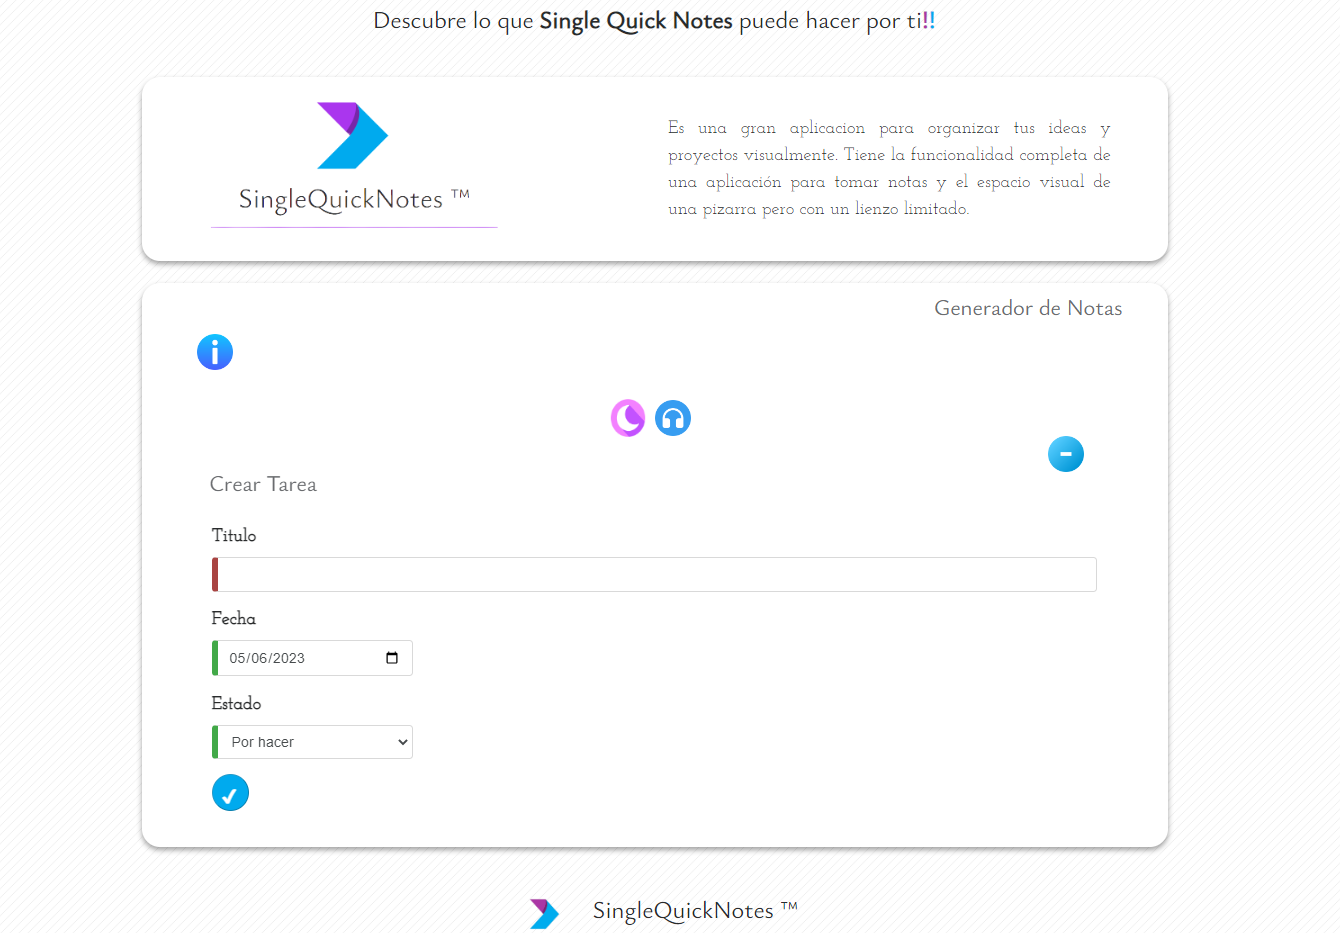 Descubre lo que Single Quick Notes puede hacer por ti!!
SingleQuickNotes ™
Es una gran aplicacion para organizar tus ideas y
proyectos visualmente. Tiene la funcionalidad completa de
una aplicación para tomar notas y el espacio visual de
una pizarra pero con un lienzo limitado.
Generador de Notas
i
Crear Tarea
Titulo
Fecha
05/06/2023
Estado
Por hacer
SingleQuickNotes ™